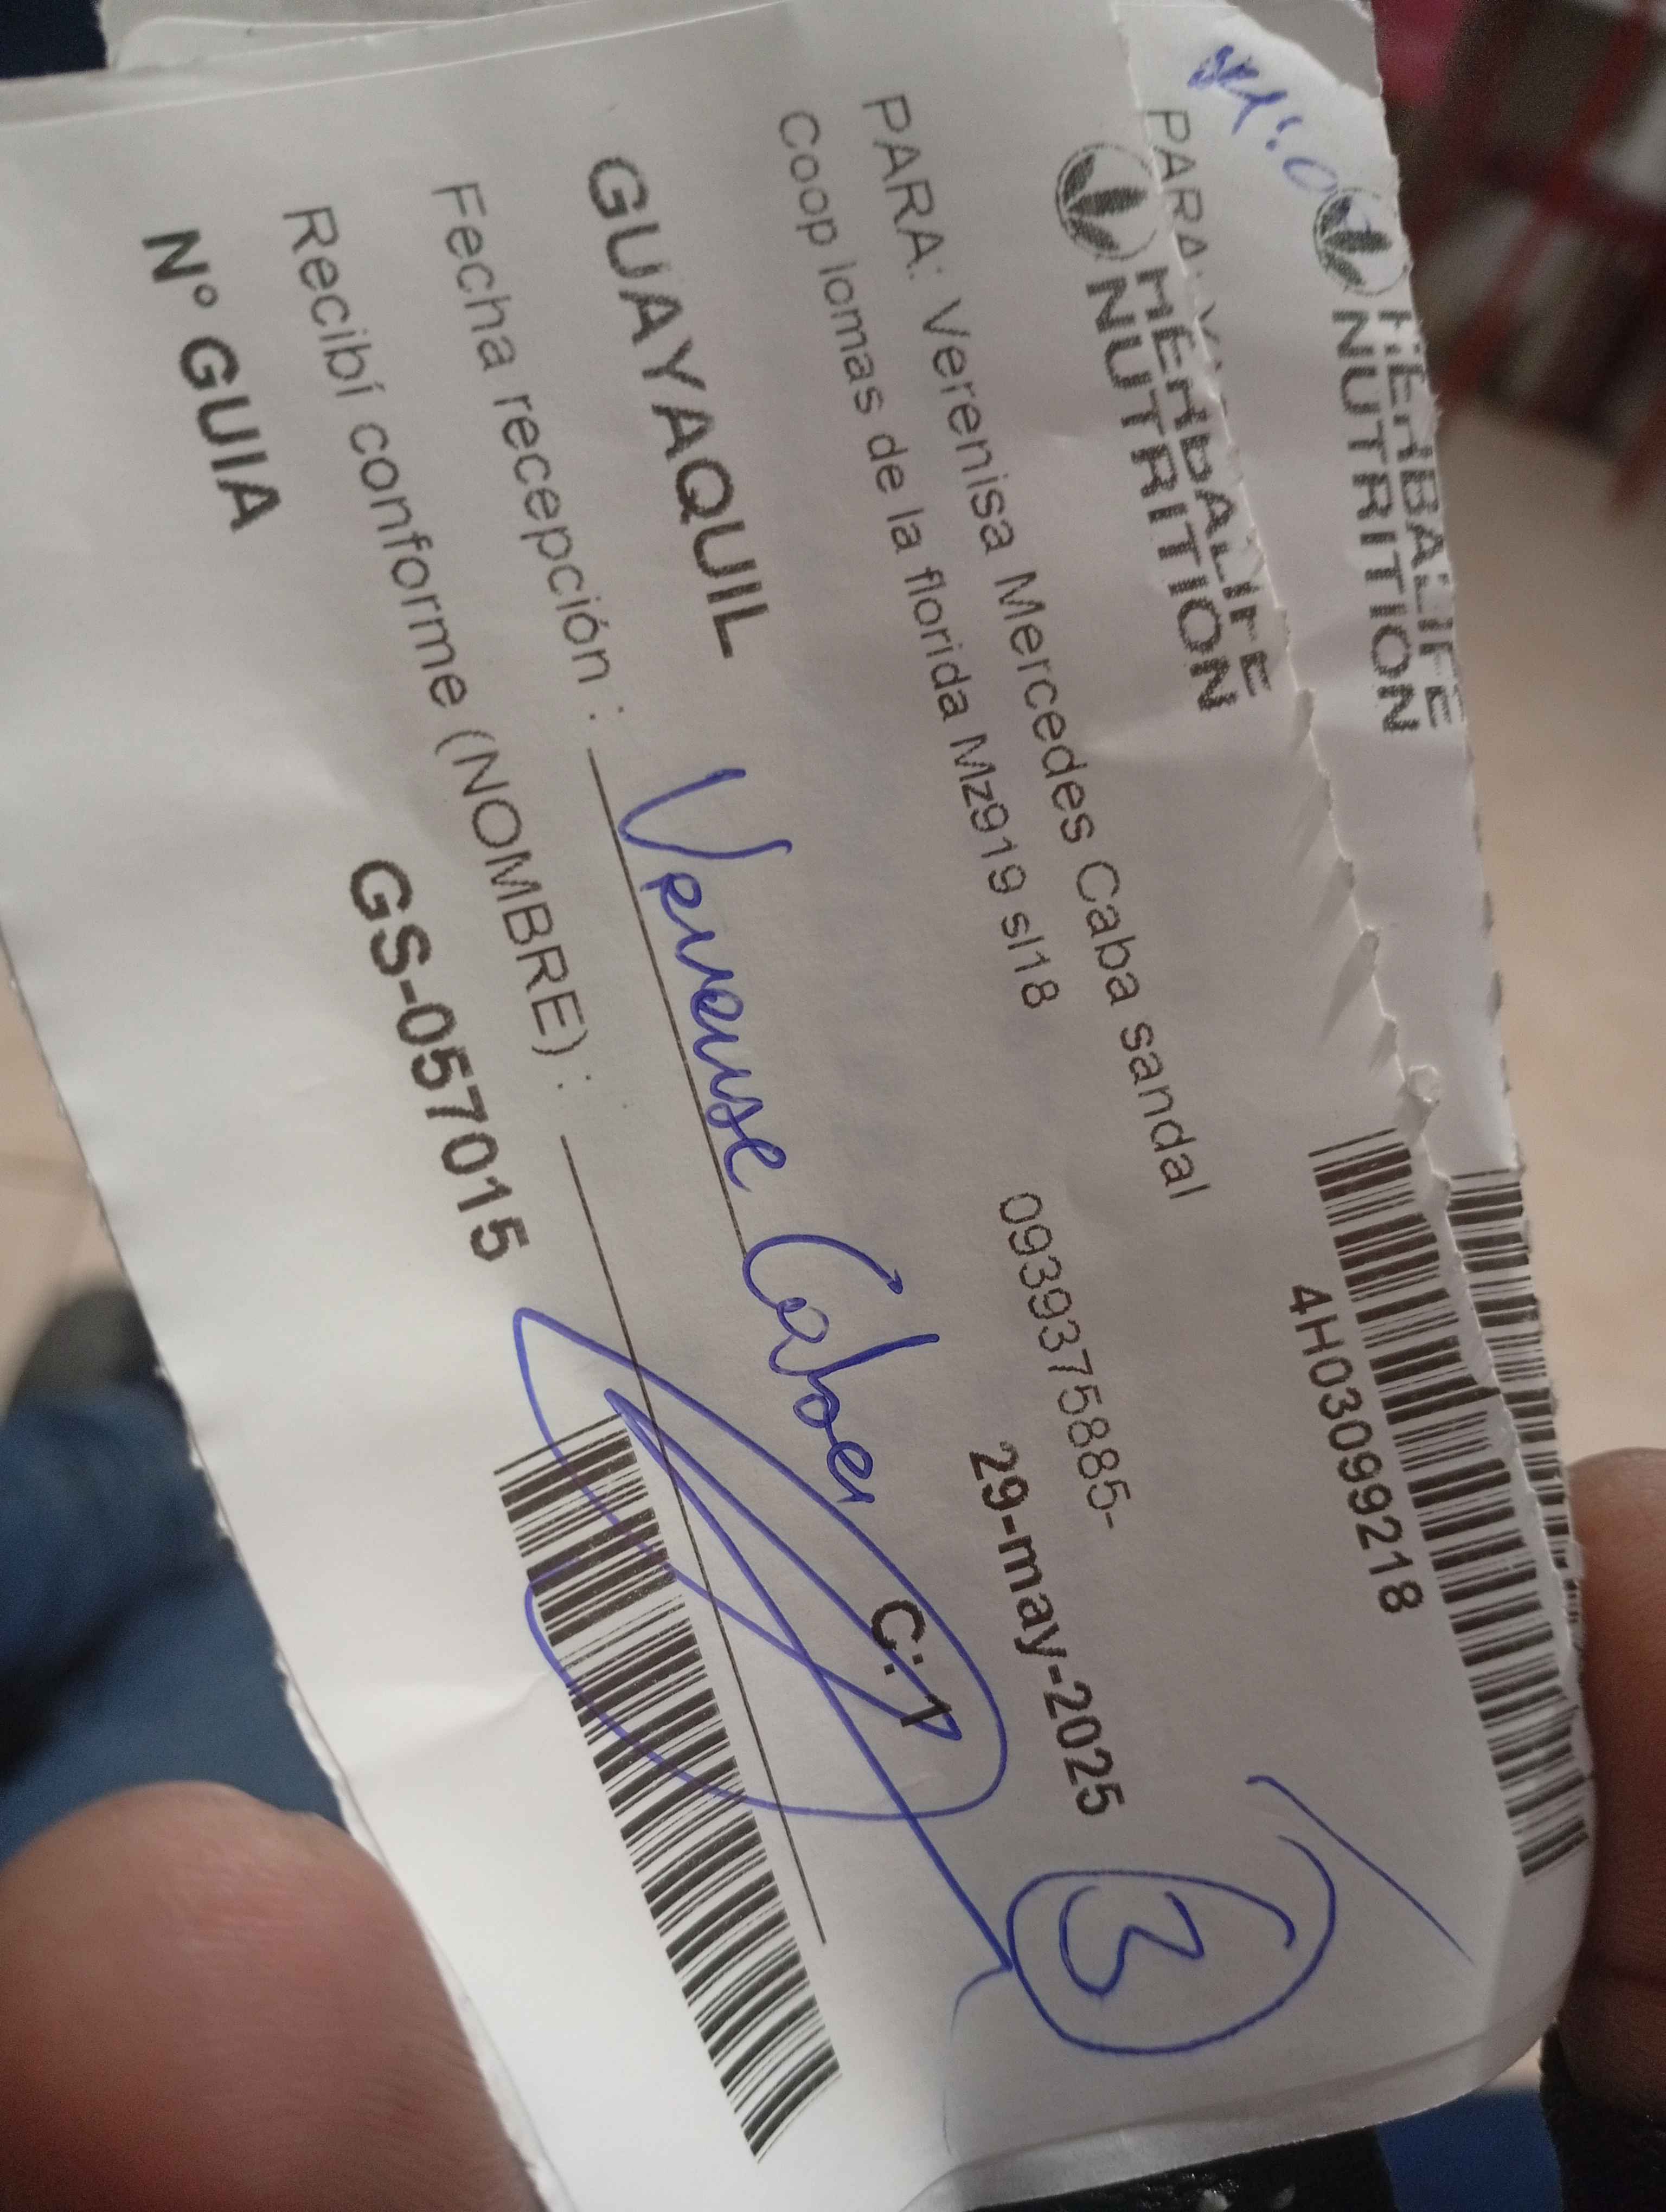 HERBALIFE
NUTRITION
PARA:
HERBALIFE
NUTRITION
4H03099218
PARA: Verenisa Mercedes Caba sandal
0939375885-
Coop lomas de la florida Mz919 sl18
29-may-2025
3
GUAYAQUIL
Fecha recepción :
C.I
Recibí conforme (NOMBRE) :
N° GUIA
GS-057015